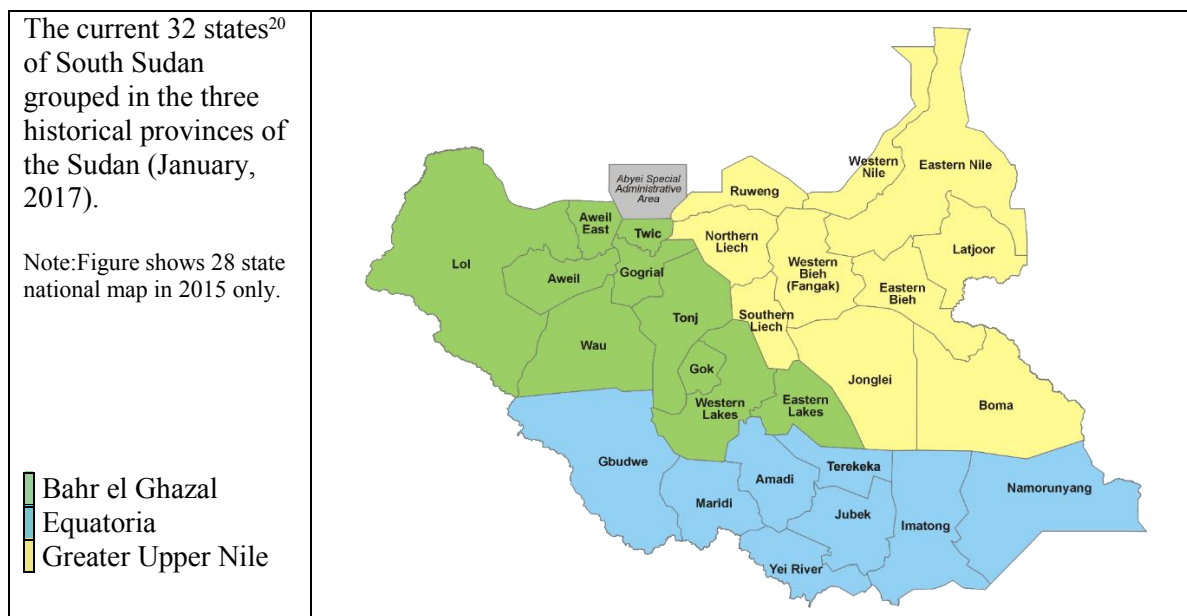 The current 32 states20
of South Sudan
grouped in the three
historical provinces of
the Sudan (January,
2017).
Note:Figure shows 28 state
national map in 2015 only.
Bahr el Ghazal
Equatoria
Greater Upper Nile
Western
Nile
Eastern Nile
Abyei Special
Administrative
Area
Ruweng
Aweil
East
Twic
Northern
Liech
Latjoor
Lol
Western
Bieh
(Fangak)
Gogrial
Aweil
Eastern
Bieh
Tonj
Southern
Liech
Wau
Gok
Jonglei
Western
Lakes
Eastern
Lakes
Boma
Gbudwe
Amadi
Terekeka
Namorunyang
Maridi
Jubek
Imatong
Yei River